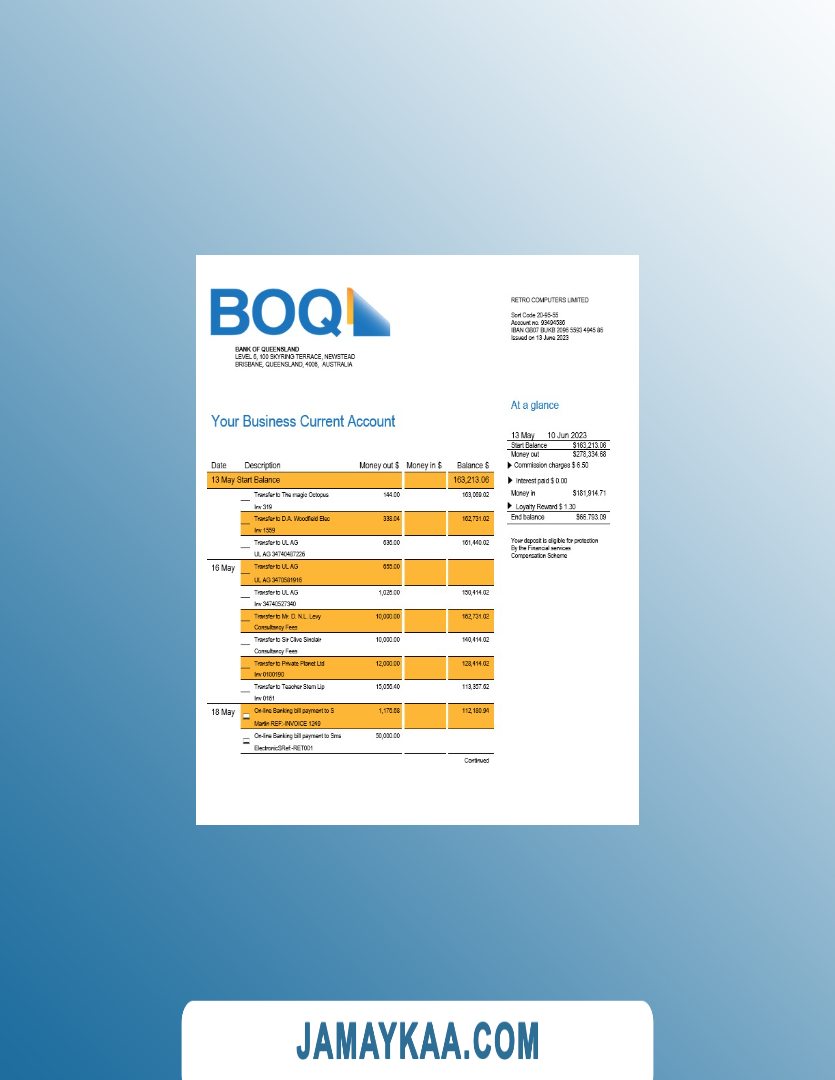 BOQ
RETRO COMPUTERS LIMITED
Sort Code 20-95-55
Account no. 93494585
IBAN GB07 BUKB 2095 5593 4945 85
Issued on 13 June 2023
BANK OF QUEENSLAND
LEVEL 6, 100 SKYRING TERRACE, NEWSTEAD
BRISBANE, QUEENSLAND, 4006, AUSTRALIA
At a glance
Your Business Current Account
13 May 10 Jun 2023
Start Balance $163,213.06
Money out $278,334.68
Commission charges $ 6.50
Interest paid $ 0.00
Money in $181,914.71
Loyalty Reward $ 1.30
End balance $66,793.09
Your deposit is eligible for protection
By the Financial services
Compensation Scheme
Date Description Money out $ Money in $ Balance $
13 May Start Balance 163,213.06
Transfer to The magic Octopus 144.00 163,069.02
Inv 319
Transfer to D.A. Woodfield Elec 338.04 162,731.02
Inv 1559
Transfer to UL AG 636.00 161,440.02
UL AG 34740487226
16 May Transfer to UL AG 655.00
UL AG 3470581916
Transfer to UL AG 1,026.00 150,414.02
Inv 34740527340
Transfer to Mr. D. N.L. Levy 10,000.00 162,731.02
Consultancy Fees
Transfer to Sir Clive Sinclair 10,000.00 140,414.02
Consultancy Fees
Transfer to Private Planet Ltd 12,000.00 128,414.02
Inv 0100190
Transfer to Teacher Stem Lip 15,056.40 113,357.62
Inv 0161
18 May On-line Banking bill payment to S 1,176.68 112,180.94
Martin REF:-INVOICE 1249
On-line Banking bill payment to Sms 50,000.00
ElectronicSRef:-RET001
Continued
JAMAYKAA.COM